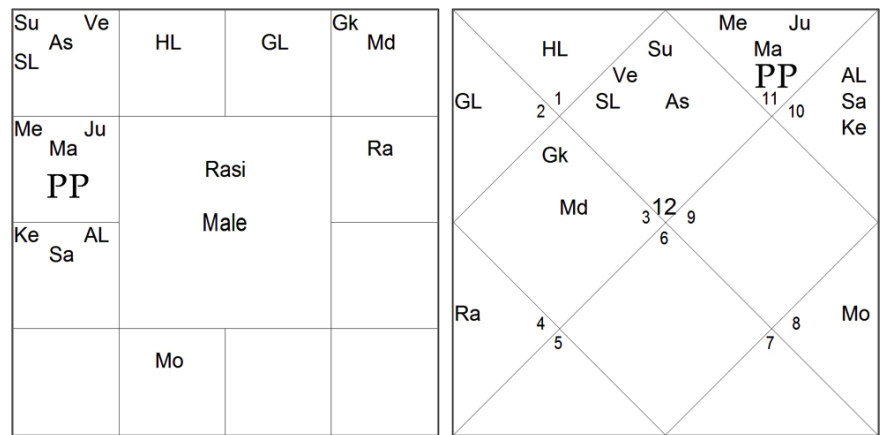 Su Ve
As
SL
HL
GL
Gk
Md
Me Ju
Ma
PP
Rasi
Male
Ra
Ke AL
Sa
Mo
Me Ju
HL Su Ma
Ve PP AL
GL 2 1 SL As 11 10 Sa
Ke
Gk
Md 3 12 9
6
Ra 4 5 7 8 Mo